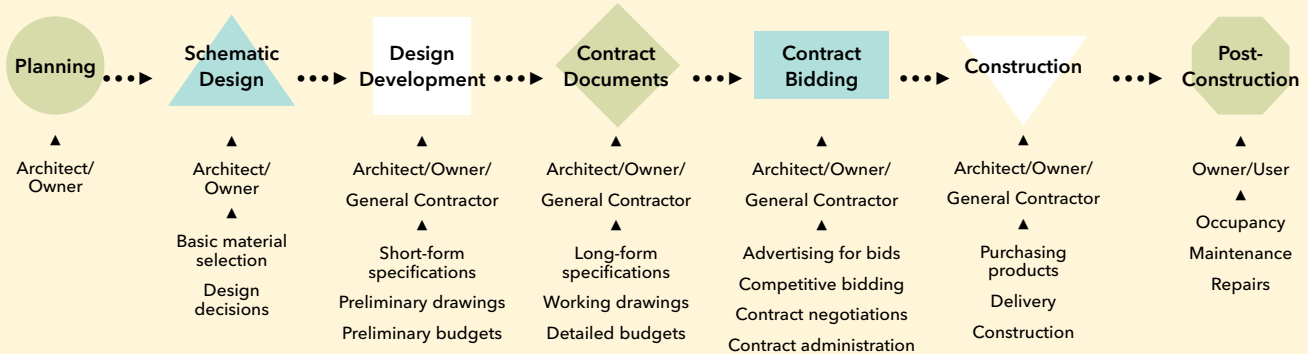 Planning
Schematic
Design
Design
Development
Contract
Documents
Contract
Bidding
Construction
Post-
Construction
Architect/
Owner
Architect/
Owner
Basic material
selection
Design
decisions
Architect/Owner/
General Contractor
Short-form
specifications
Preliminary drawings
Preliminary budgets
Architect/Owner/
General Contractor
Long-form
specifications
Working drawings
Detailed budgets
Architect/Owner/
General Contractor
Advertising for bids
Competitive bidding
Contract negotiations
Contract administration
Architect/Owner/
General Contractor
Purchasing
products
Delivery
Construction
Owner/User
Occupancy
Maintenance
Repairs